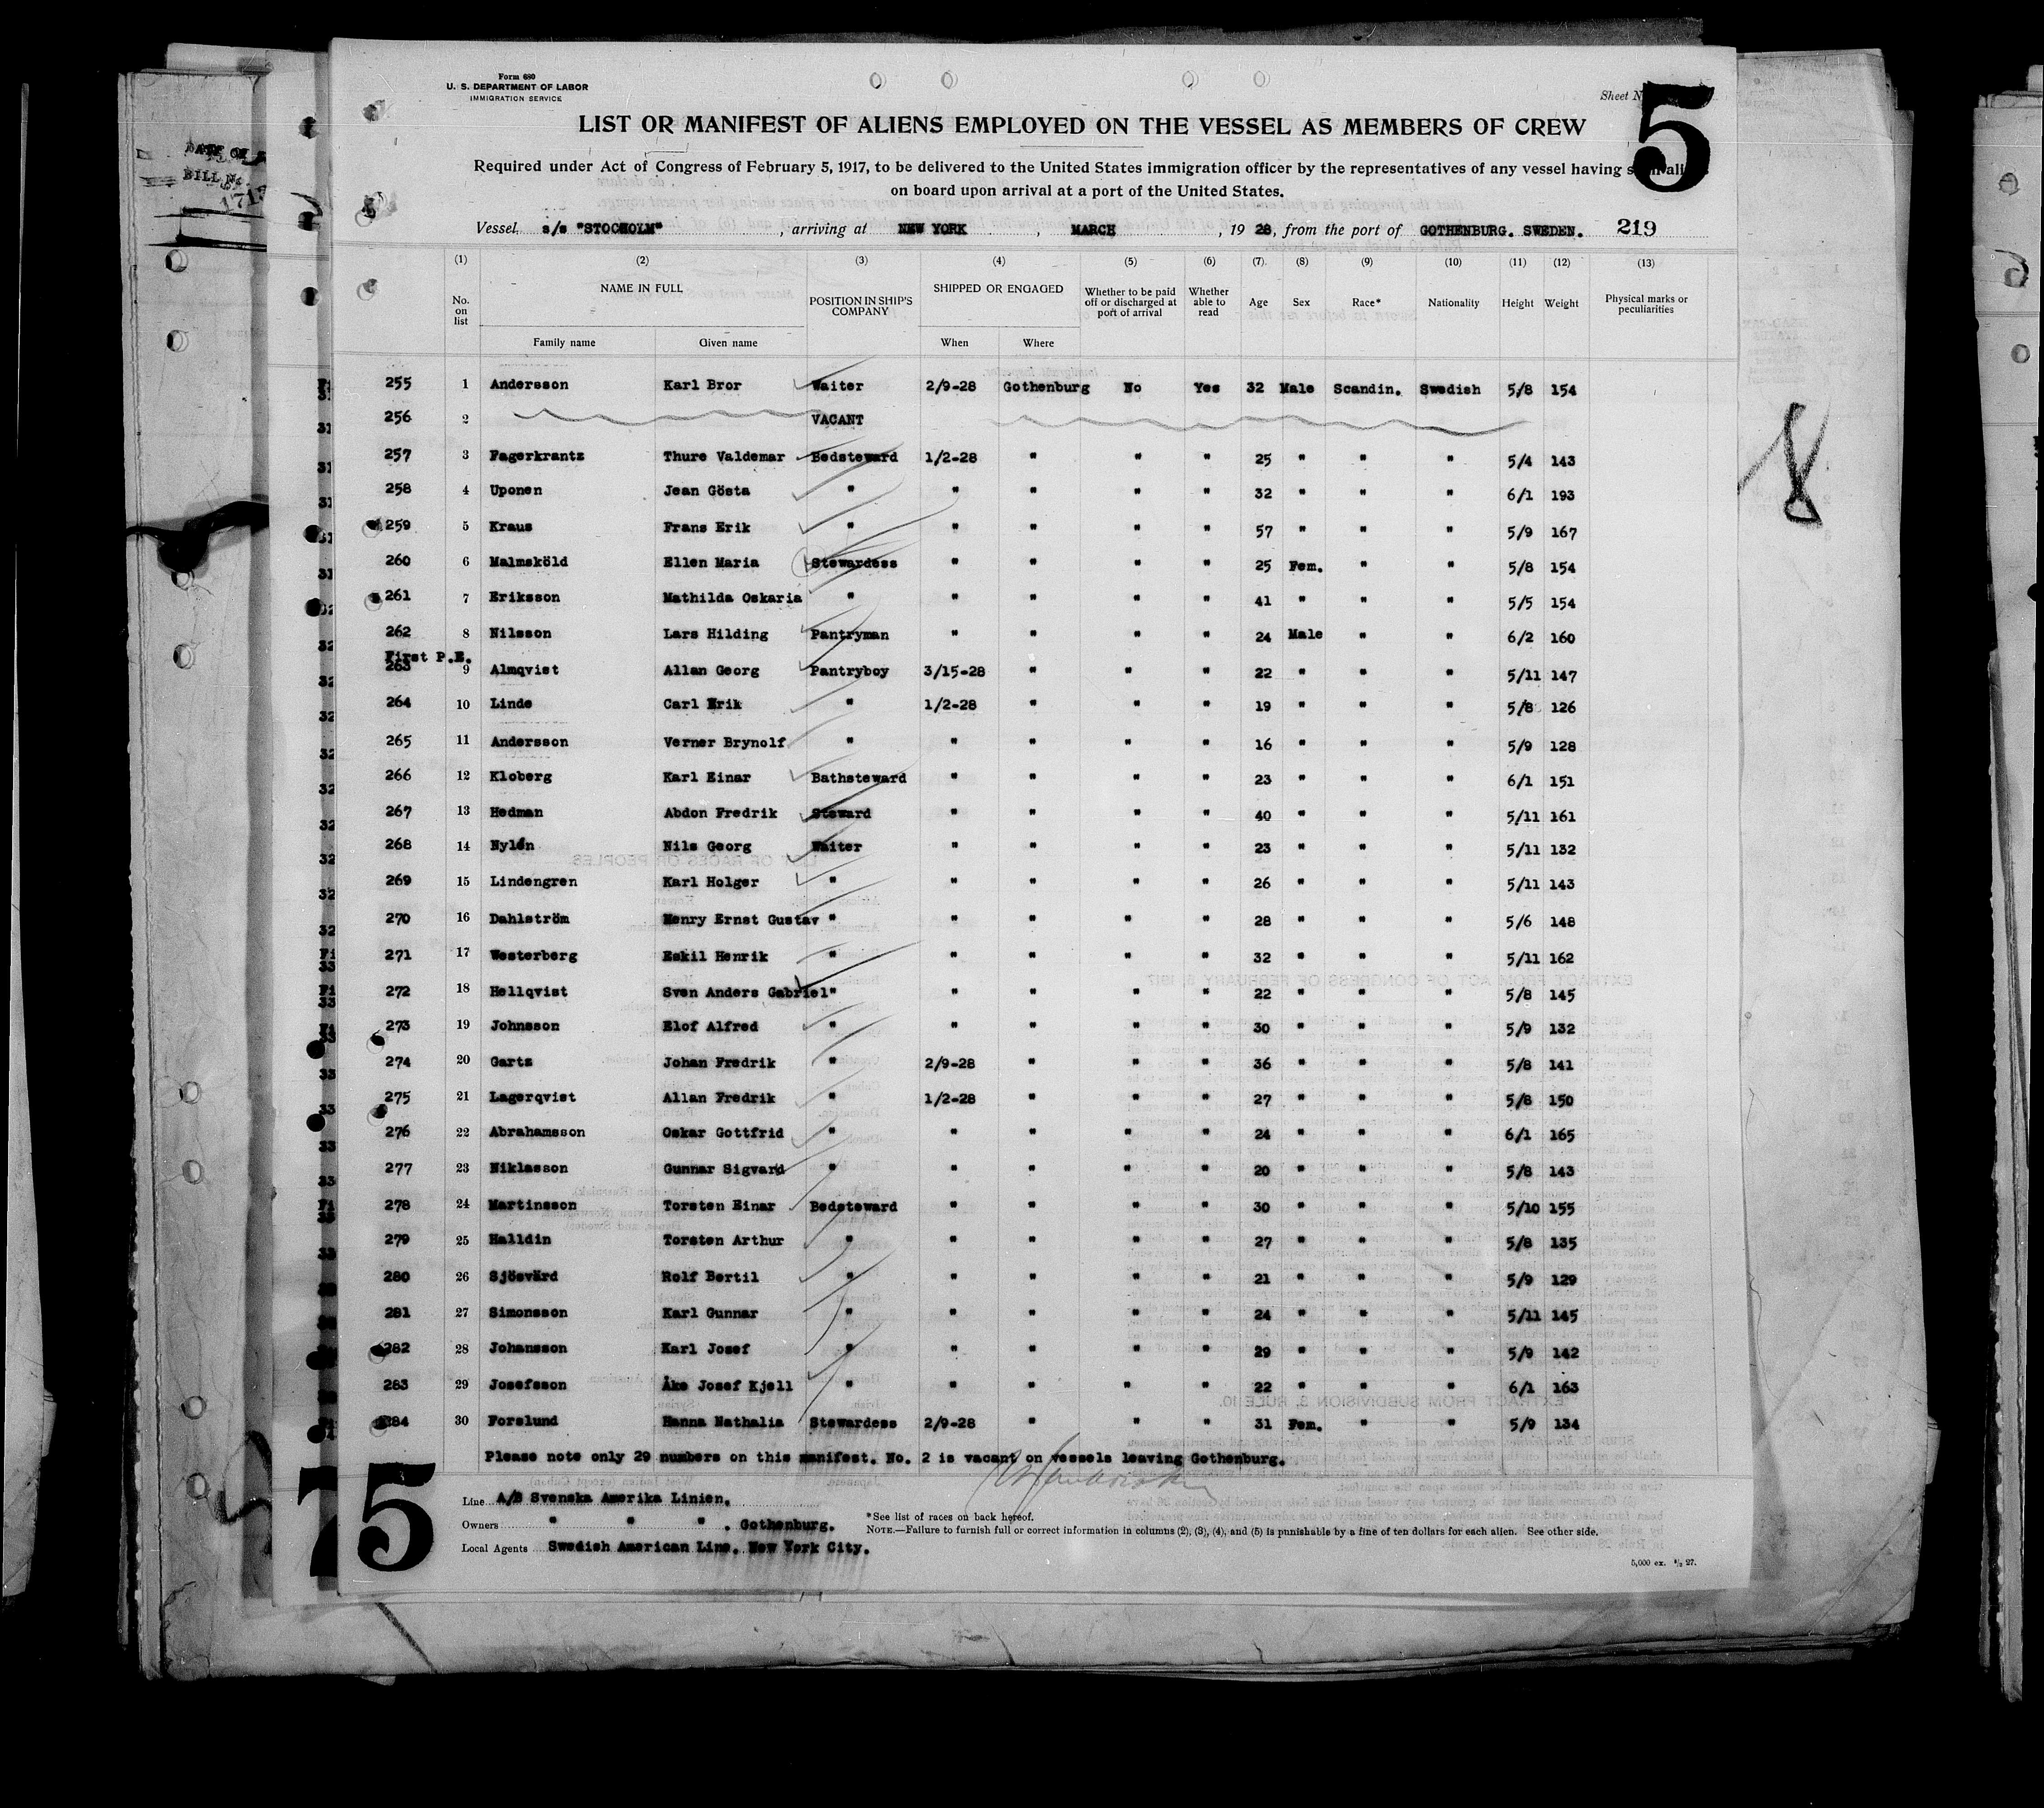 Form 680
U. S. DEPARTMENT OF LABOR
IMMIGRATION SERVICE
Sheet N
5
LIST OR MANIFEST OF ALIENS EMPLOYED ON THE VESSEL AS MEMBERS OF CREW
Required under Act of Congress of February 5, 1917, to be delivered to the United States immigration officer by the representatives of any vessel having such aliens
on board upon arrival at a port of the United States.
Vessel s/s "STOCHOLM", arriving at NEW YORK, MARCH, 19 28, from the port of GOTHENBURG. SWEDEN. 219
(1) (2) (3) (4) (5) (6) (7) (8) (9) (10) (11) (12) (13)
No. on list NAME IN FULL Family name Given name POSITION IN SHIP'S COMPANY SHIPPED OR ENGAGED When Where Whether to be paid off or discharged at port of arrival Whether able to read Age Sex Race* Nationality Height Weight Physical marks or peculiarities
255 1 Andersson Karl Bror Waiter 2/9-28 Gothenburg No Yes 32 Male Scandin. Swedish 5/8 154
256 2 VACANT
257 3 Fagerkrantz Thure Valdemar Bedsteward 1/2-28 " " " 25 " " " 5/4 143
258 4 Uponen Jean Gösta " " " " " 32 " " " 6/1 193
259 5 Kraus Frans Erik " " " " " 57 " " " 5/9 167
260 6 Malmsköld Ellen Maria Stewardess " " " " 25 Fem. " " 5/8 154
261 7 Eriksson Mathilda Oskaria " " " " " 41 " " " 5/5 154
262 8 Nilsson Lars Hilding Pantryman " " " " 24 Male " " 6/2 160
First P.E.
263 9 Almqvist Allan Georg Pantryboy 3/15-28 " " " 22 " " " 5/11 147
264 10 Linde Carl Erik " 1/2-28 " " " 19 " " " 5/8 126
265 11 Andersson Verner Brynolf " " " " " 16 " " " 5/9 128
266 12 Kloberg Karl Einar Bathsteward " " " " 23 " " " 6/1 151
267 13 Hedman Abdon Fredrik Steward " " " " 40 " " " 5/11 161
268 14 Nylén Nils Georg Waiter " " " " 23 " " " 5/11 132
269 15 Lindengren Karl Holger " " " " " 26 " " " 5/11 143
270 16 Dahlström Henry Ernst Gustav " " " " " 28 " " " 5/6 148
271 17 Westerberg Eskil Henrik " " " " " 32 " " " 5/11 162
272 18 Hellqvist Sven Anders Gabriel " " " " " 22 " " " 5/8 145
273 19 Johnsson Elof Alfred " " " " " 30 " " " 5/9 132
274 20 Gartz Johan Fredrik " 2/9-28 " " " 36 " " " 5/8 141
275 21 Lagerqvist Allan Fredrik " 1/2-28 " " " 27 " " " 5/8 150
276 22 Abrahamsson Oskar Gottfrid " " " " " 24 " " " 6/1 165
277 23 Niklasson Gunnar Sigvard " " " " " 20 " " " 5/8 143
278 24 Martinsson Torsten Einar Bedsteward " " " " 30 " " " 5/10 155
279 25 Halldin Torsten Arthur " " " " " 27 " " " 5/8 135
280 26 Sjösvärd Rolf Bertil " " " " " 21 " " " 5/9 129
281 27 Simonsson Karl Gunnar " " " " " 24 " " " 5/11 145
282 28 Johansson Karl Josef " " " " " 29 " " " 5/9 142
283 29 Josefsson Åke Josef Kjell " " " " " 22 " " " 6/1 163
284 30 Forslund Hanna Nathalia Stewardess 2/9-28 " " " 31 Fem. " " 5/9 134
Please note only 29 numbers on this manifest. No. 2 is vacant on vessels leaving Gothenburg.
5
Line A/B Svenska Amerika Linien.
Owners " " " . Gothenburg.
Local Agents Swedish American Line. New York City.
*See list of races on back hereof.
NOTE.—Failure to furnish full or correct information in columns (2), (3), (4), and (5) is punishable by a fine of ten dollars for each alien. See other side.
5,000 ex. 27.
8